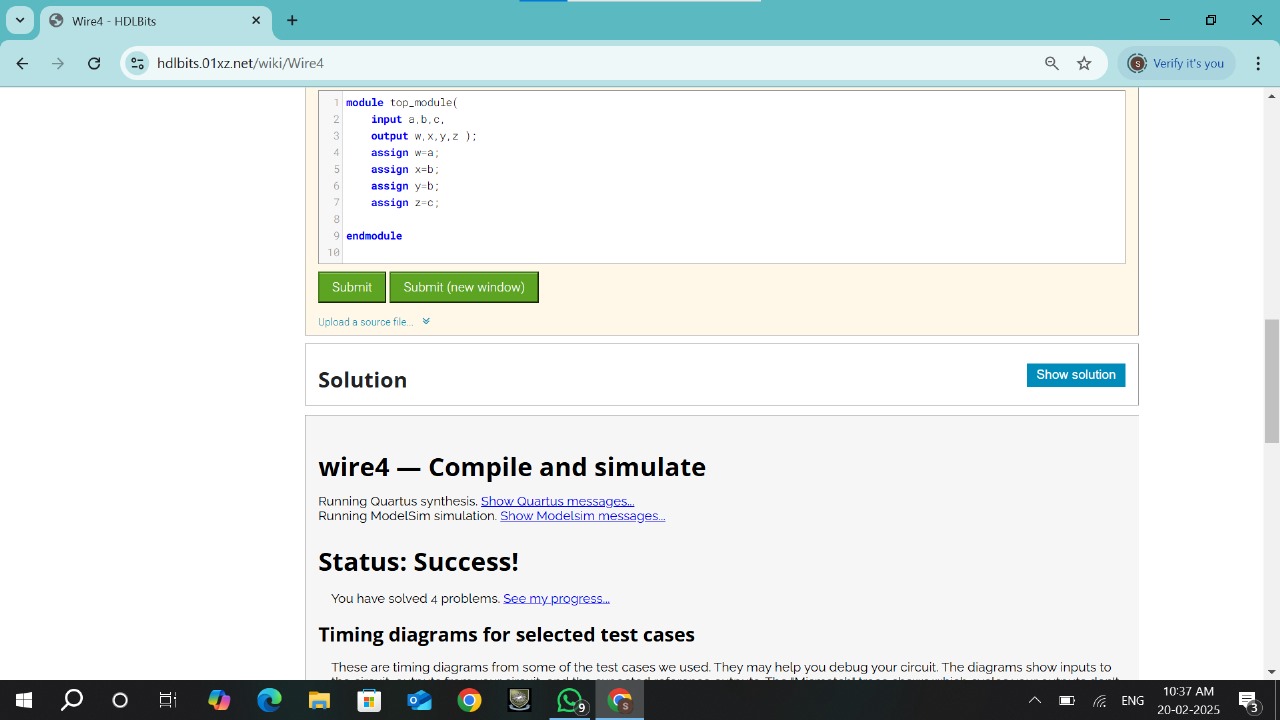 Wire4 - HDLBits
hdlbits.01xz.net/wiki/Wire4
Verify it's you
1 module top_module(
2 input a,b,c,
3 output w,x,y,z );
4 assign w=a;
5 assign x=b;
6 assign y=b;
7 assign z=c;
8
9 endmodule
10
Submit Submit (new window)
Upload a source file...
Solution Show solution
wire4 — Compile and simulate
Running Quartus synthesis. Show Quartus messages...
Running ModelSim simulation. Show Modelsim messages...
Status: Success!
You have solved 4 problems. See my progress...
Timing diagrams for selected test cases
These are timing diagrams from some of the test cases we used. They may help you debug your circuit. The diagrams show inputs to
ENG
10:37 AM
20-02-2025
9
3